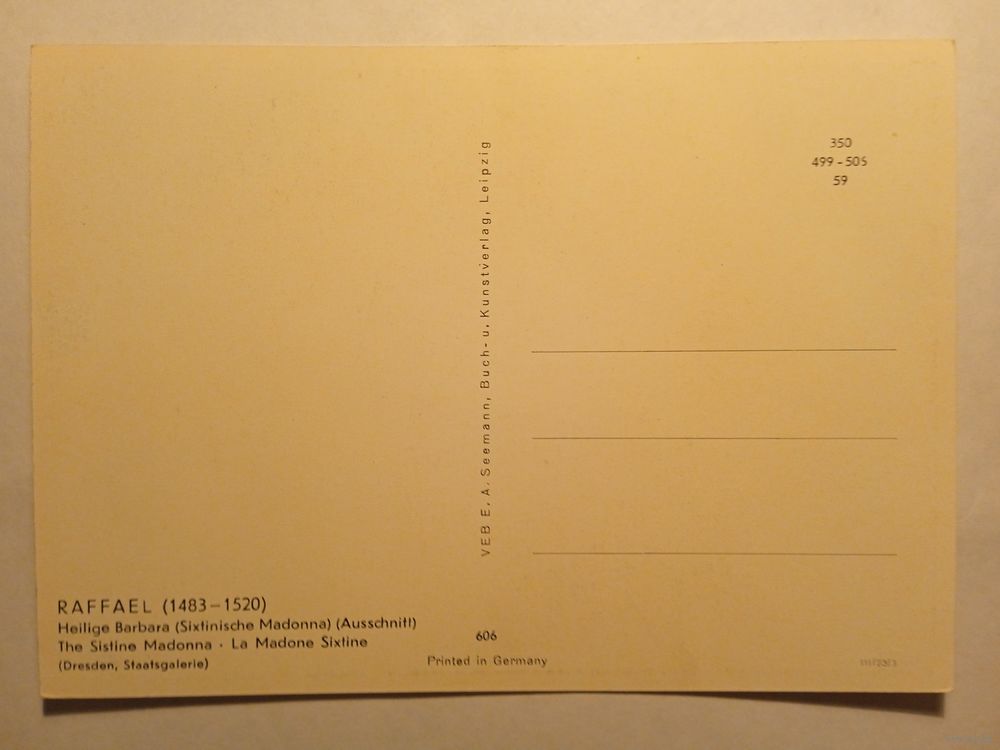 350
499-505
59
VEB E. A. Seemann, Buch- u. Kunstverlag, Leipzig
RAFFAEL (1483–1520)
Heilige Barbara (Sixtinische Madonna) (Ausschnitt)
The Sistine Madonna · La Madone Sixtine
(Dresden, Staatsgalerie)
606
Printed in Germany